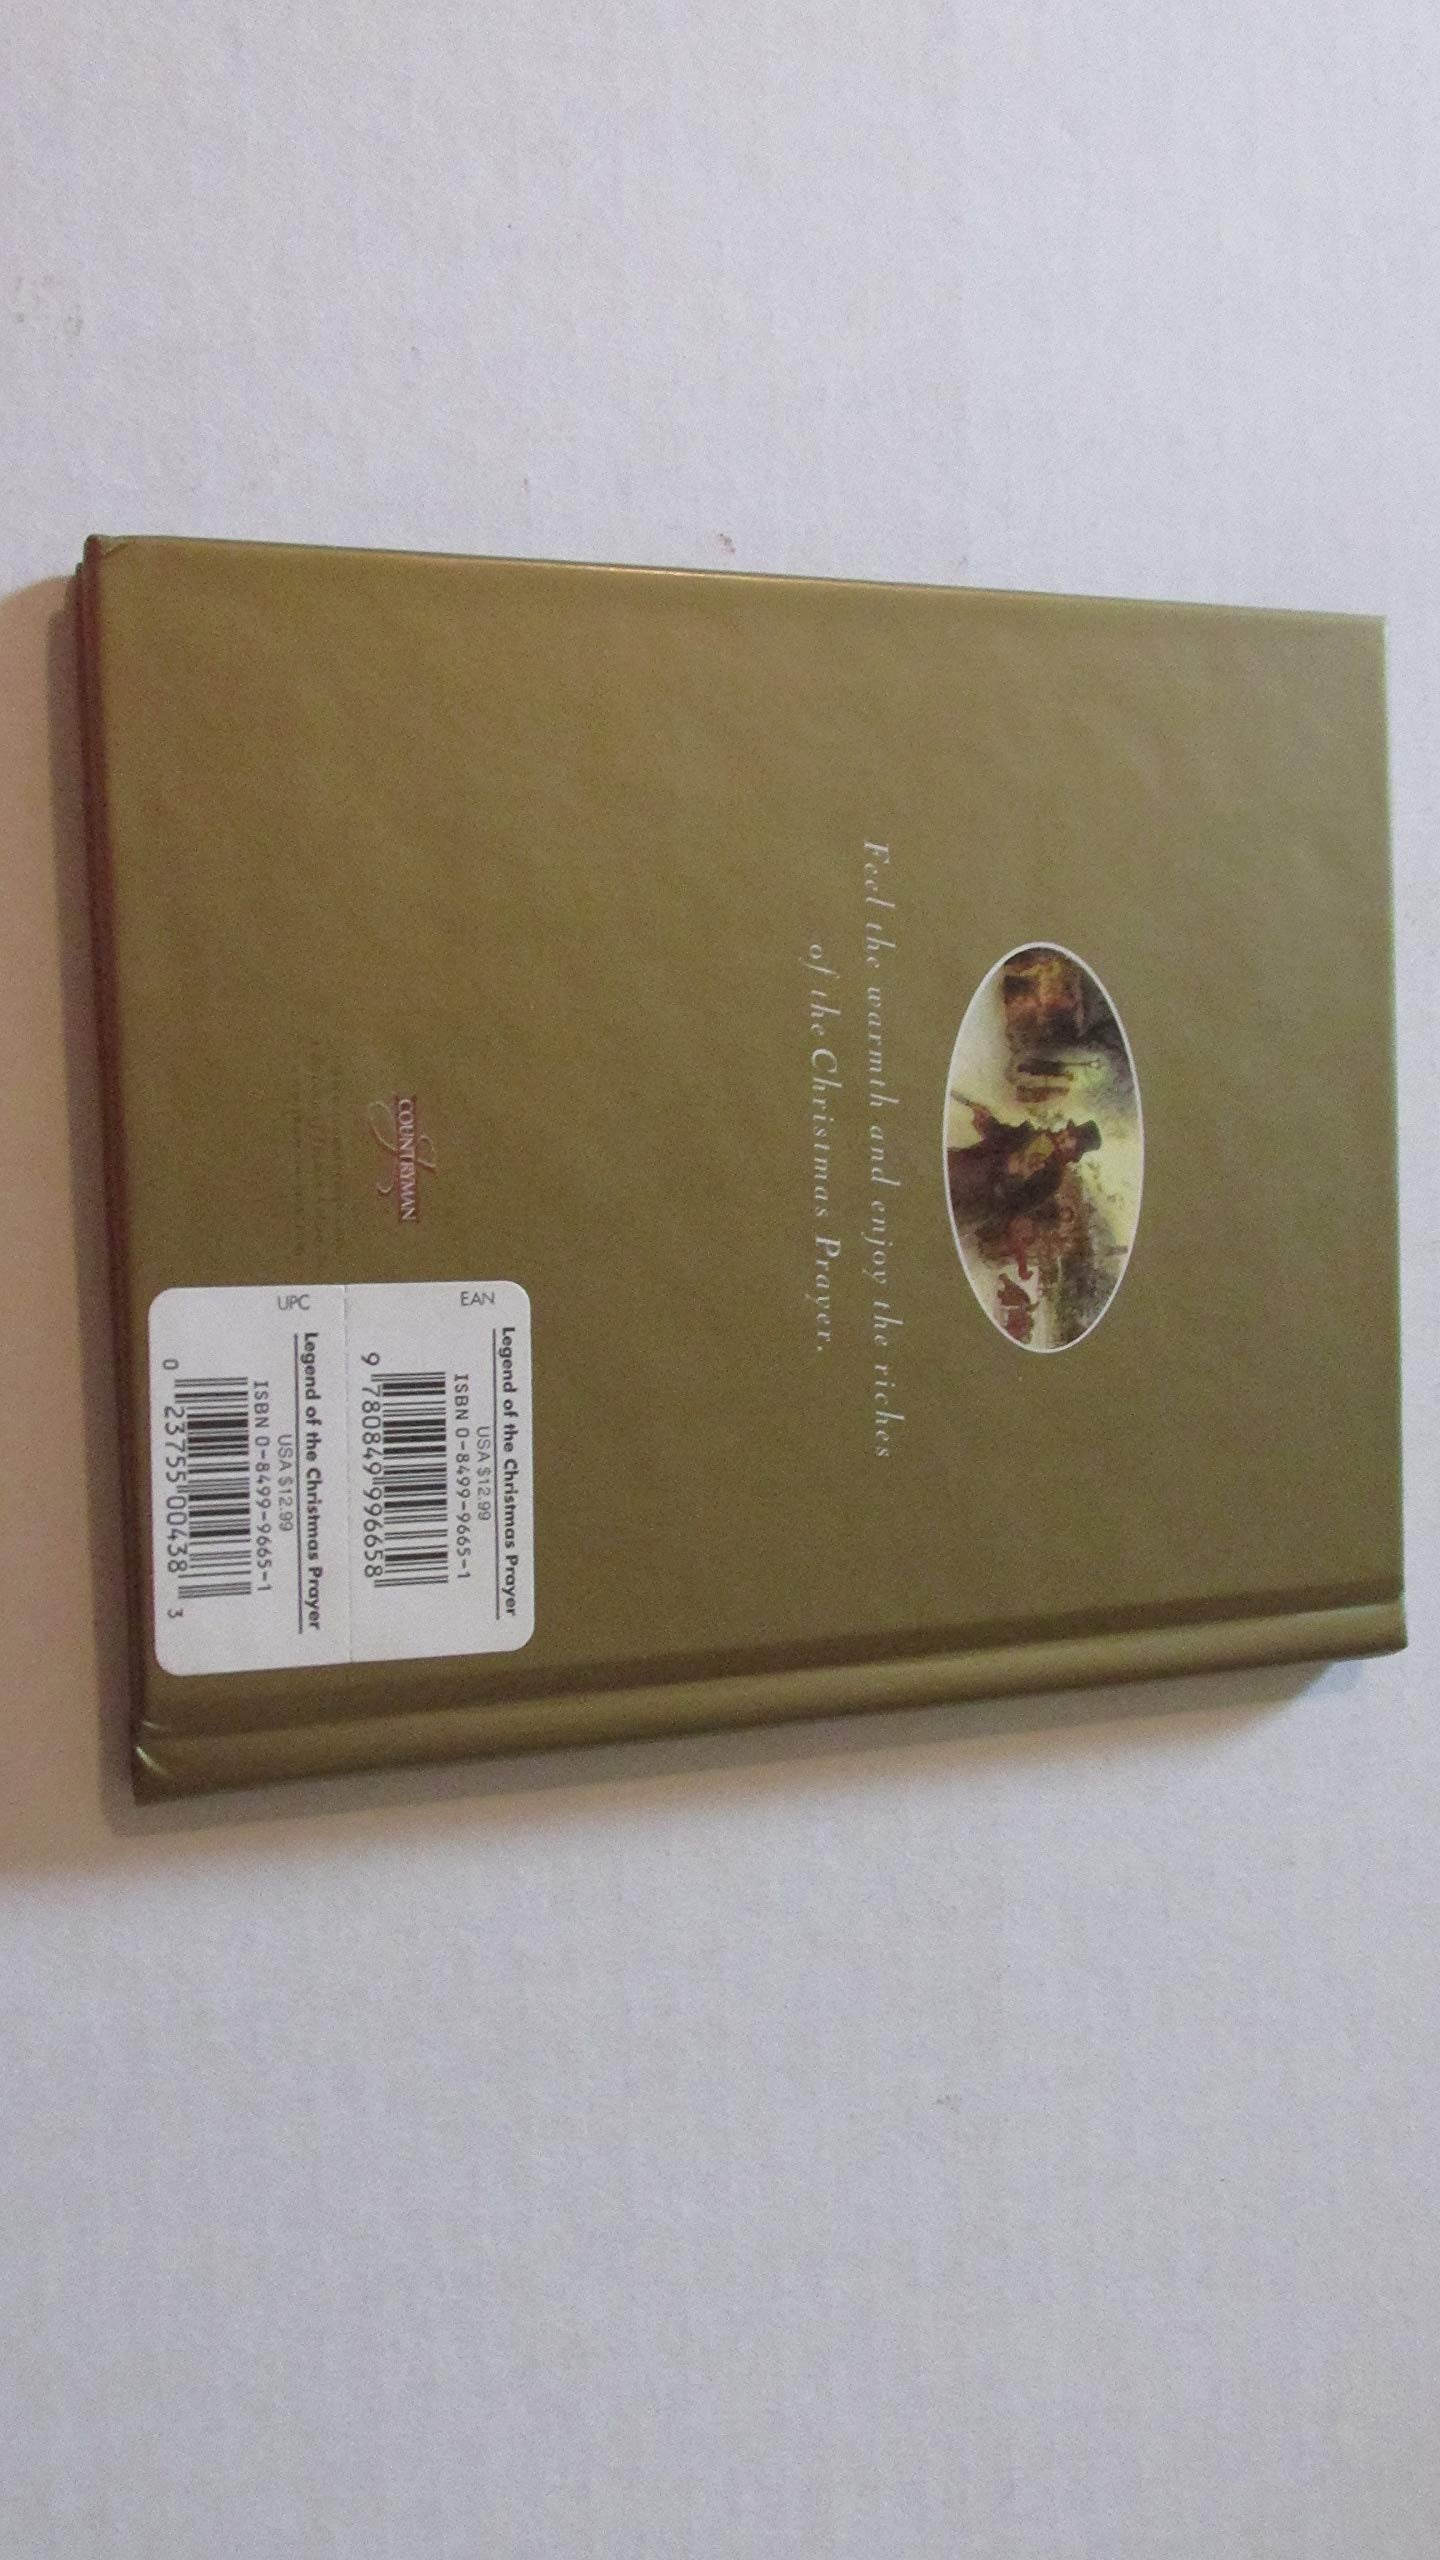 Feel the warmth and enjoy the riches
of the Christmas Prayer.
J
COUNTRYMAN
Legend of the Christmas Prayer
USA $12.99
EAN
ISBN 0-8499-9665-1
9 780849 996658
Legend of the Christmas Prayer
UPC
USA $12.99
ISBN 0-8499-9665-1
0 23755 00438 3